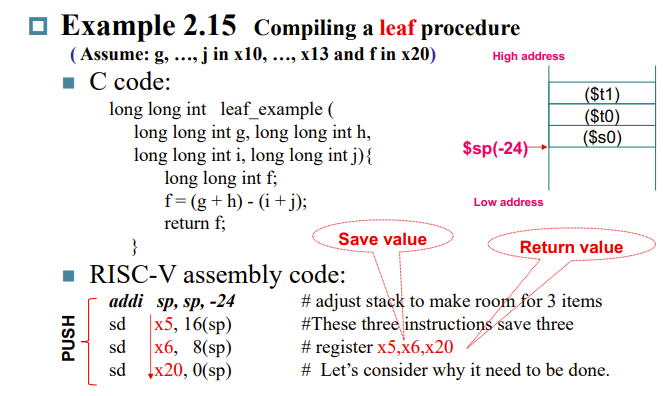 Example 2.15 Compiling a leaf procedure
( Assume: g, …, j in x10, …, x13 and f in x20)
High address
C code:
long long int leaf_example (
long long int g, long long int h,
long long int i, long long int j){
long long int f;
f = (g + h) - (i + j);
return f;
}
($t1)
($t0)
($s0)
$sp(-24)
Low address
Save value
Return value
RISC-V assembly code:
PUSH
addi sp, sp, -24 # adjust stack to make room for 3 items
sd x5, 16(sp) #These three instructions save three
sd x6, 8(sp) # register x5,x6,x20
sd x20, 0(sp) # Let’s consider why it need to be done.